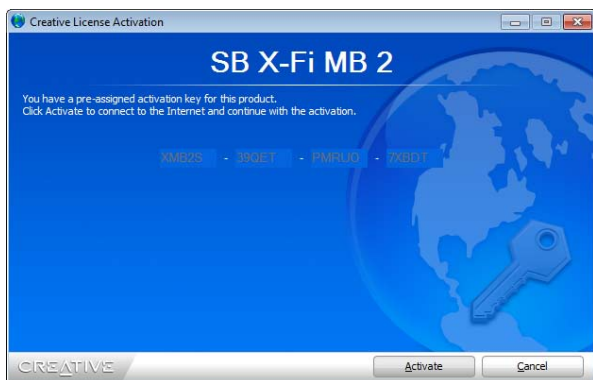 Creative License Activation
SB X-Fi MB 2
You have a pre-assigned activation key for this product.
Click Activate to connect to the Internet and continue with the activation.
XMB2S - 39QET - PMRUO - 7XBDT
CREATIVE
Activate Cancel